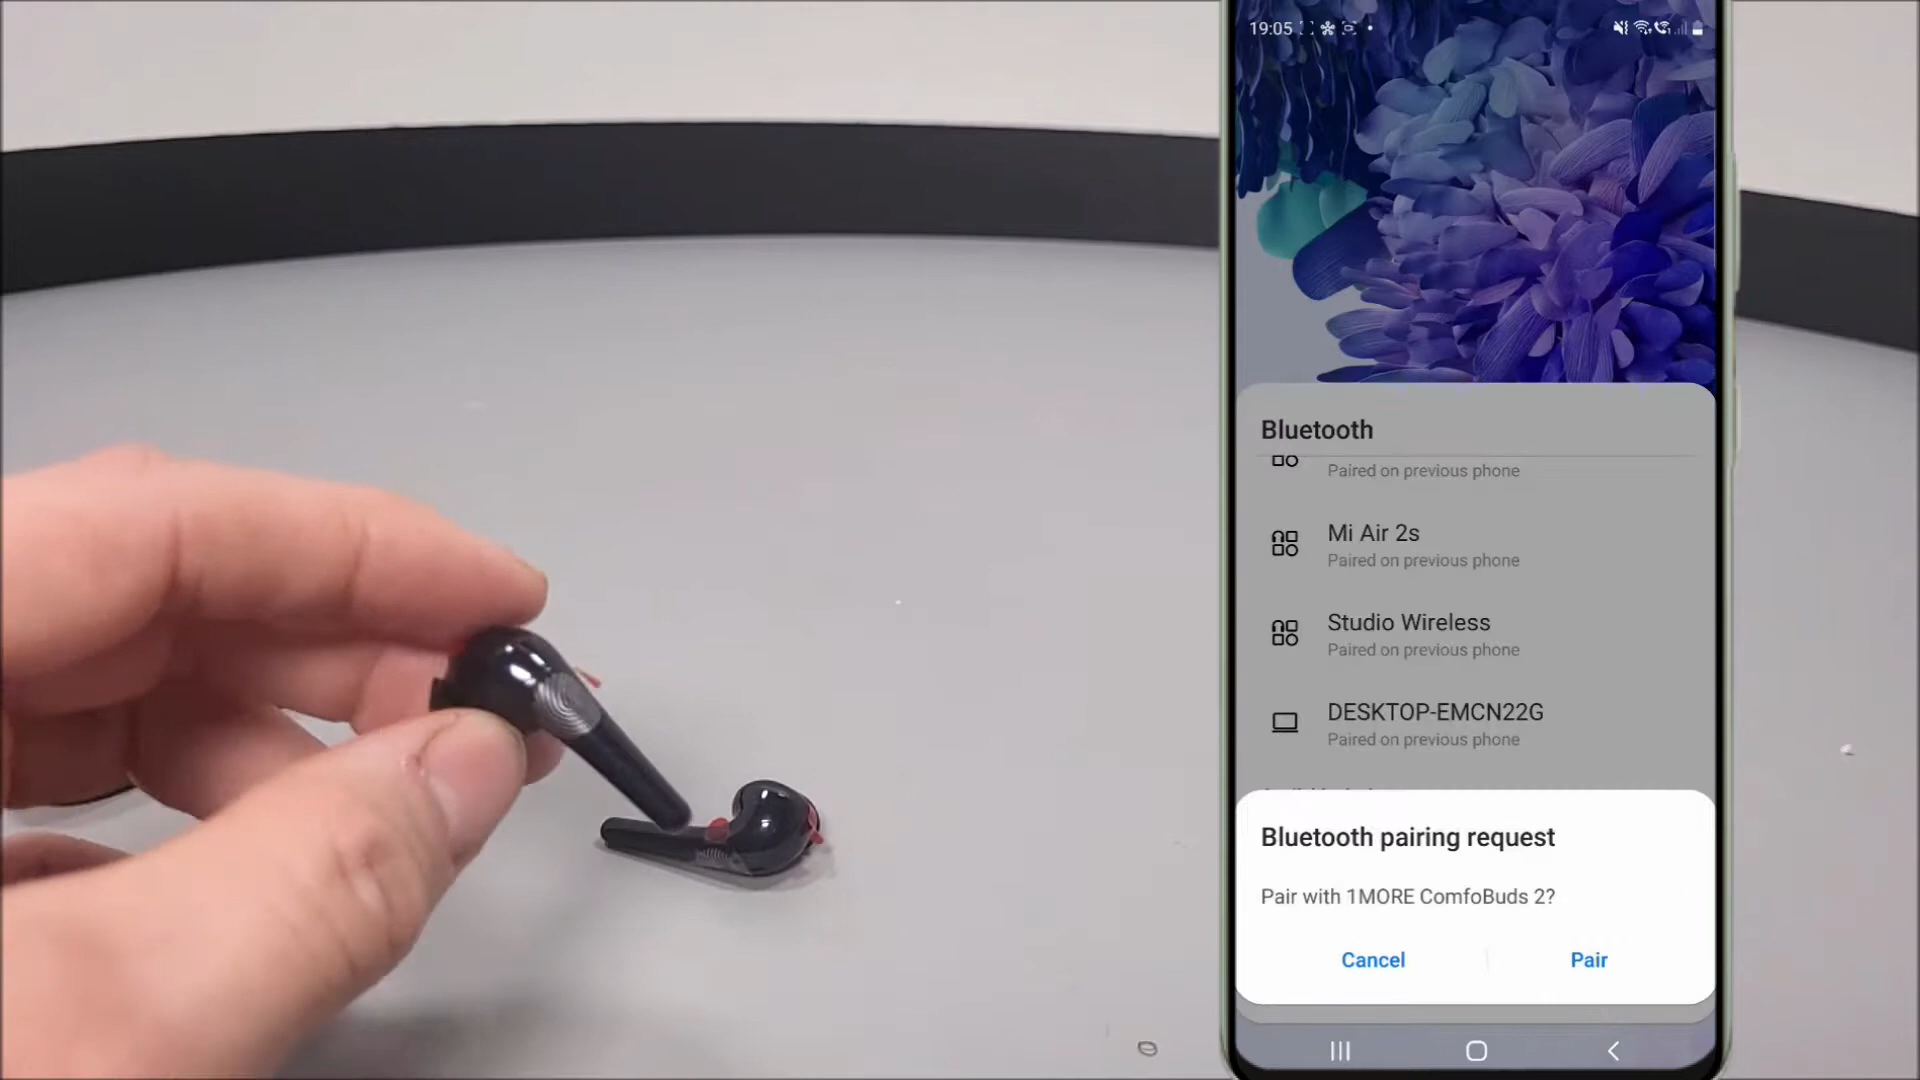 19:05
Bluetooth
Paired on previous phone
Mi Air 2s
Paired on previous phone
Studio Wireless
Paired on previous phone
DESKTOP-EMCN22G
Paired on previous phone
Bluetooth pairing request
Pair with 1MORE ComfoBuds 2?
Cancel
Pair